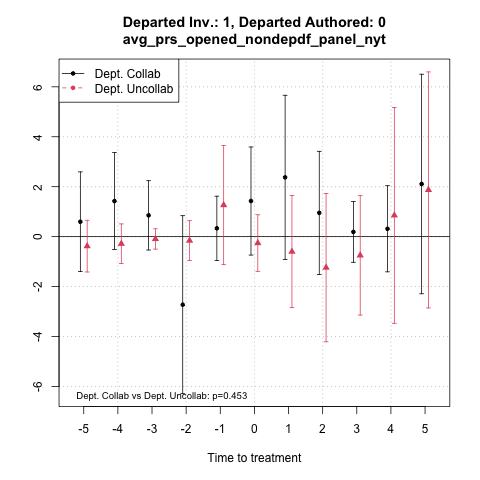 Departed Inv.: 1, Departed Authored: 0
avg_prs_opened_nondepdf_panel_nyt
Dept. Collab
Dept. Uncollab
6
4
2
0
-2
-4
-6
Dept. Collab vs Dept. Uncollab: p=0.453
-5 -4 -3 -2 -1 0 1 2 3 4 5
Time to treatment